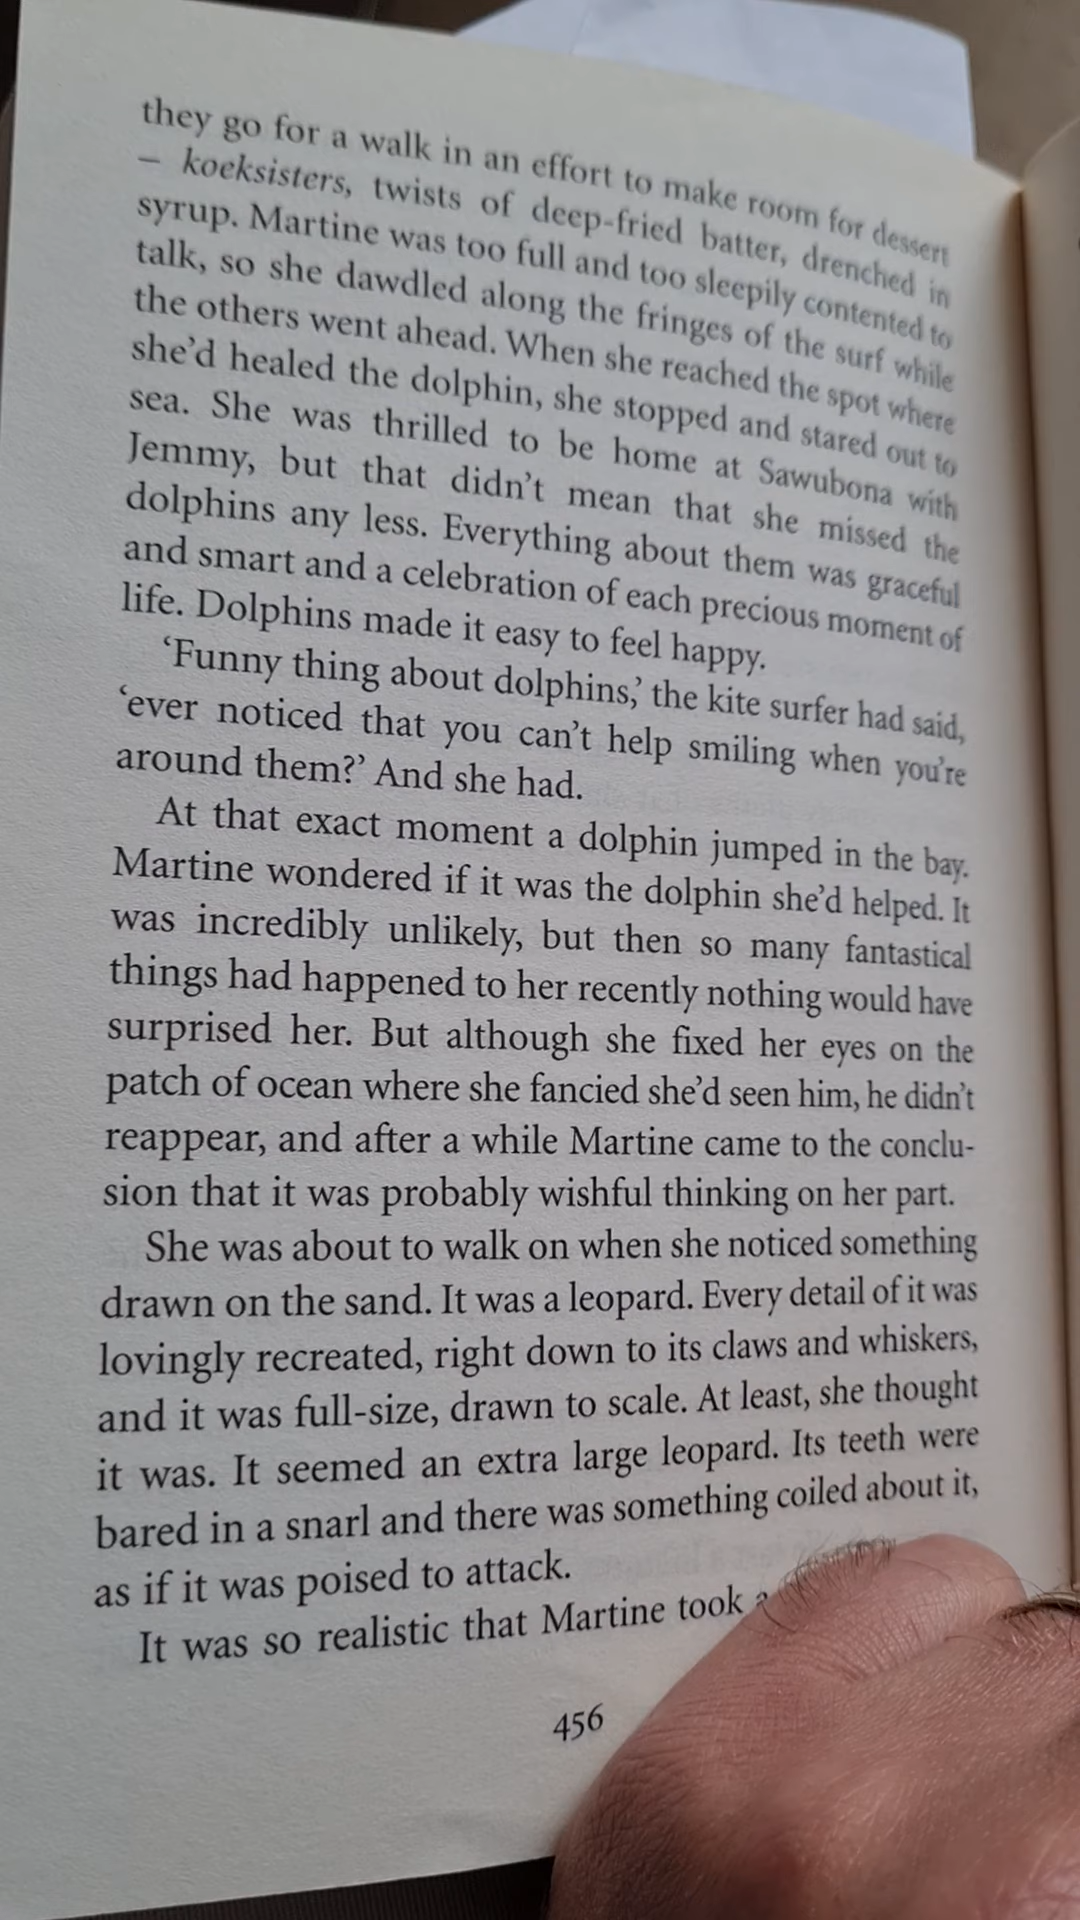 they go for a walk in an effort to make room for dessert
– koeksisters, twists of deep-fried batter, drenched in
syrup. Martine was too full and too sleepily contented to
talk, so she dawdled along the fringes of the surf while
the others went ahead. When she reached the spot where
she’d healed the dolphin, she stopped and stared out to
sea. She was thrilled to be home at Sawubona with
Jemmy, but that didn’t mean that she missed the
dolphins any less. Everything about them was graceful
and smart and a celebration of each precious moment of
life. Dolphins made it easy to feel happy.
‘Funny thing about dolphins,’ the kite surfer had said,
‘ever noticed that you can’t help smiling when you’re
around them?’ And she had.
At that exact moment a dolphin jumped in the bay.
Martine wondered if it was the dolphin she’d helped. It
was incredibly unlikely, but then so many fantastical
things had happened to her recently nothing would have
surprised her. But although she fixed her eyes on the
patch of ocean where she fancied she’d seen him, he didn’t
reappear, and after a while Martine came to the conclu-
sion that it was probably wishful thinking on her part.
She was about to walk on when she noticed something
drawn on the sand. It was a leopard. Every detail of it was
lovingly recreated, right down to its claws and whiskers,
and it was full-size, drawn to scale. At least, she thought
it was. It seemed an extra large leopard. Its teeth were
bared in a snarl and there was something coiled about it,
as if it was poised to attack.
It was so realistic that Martine took
456